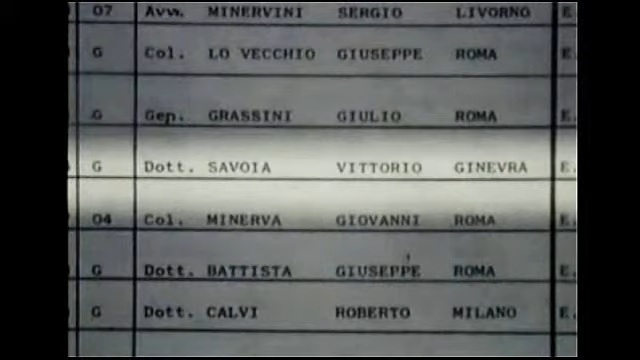 07 Avv. MINERVINI SERGIO LIVORNO E.
G Col. LO VECCHIO GIUSEPPE ROMA E.
G Gen. GRASSINI GIULIO ROMA E.
G Dott. SAVOIA VITTORIO GINEVRA E.
04 Col. MINERVA GIOVANNI ROMA E.
G Dott. BATTISTA GIUSEPPE ROMA E.
G Dott. CALVI ROBERTO MILANO E.